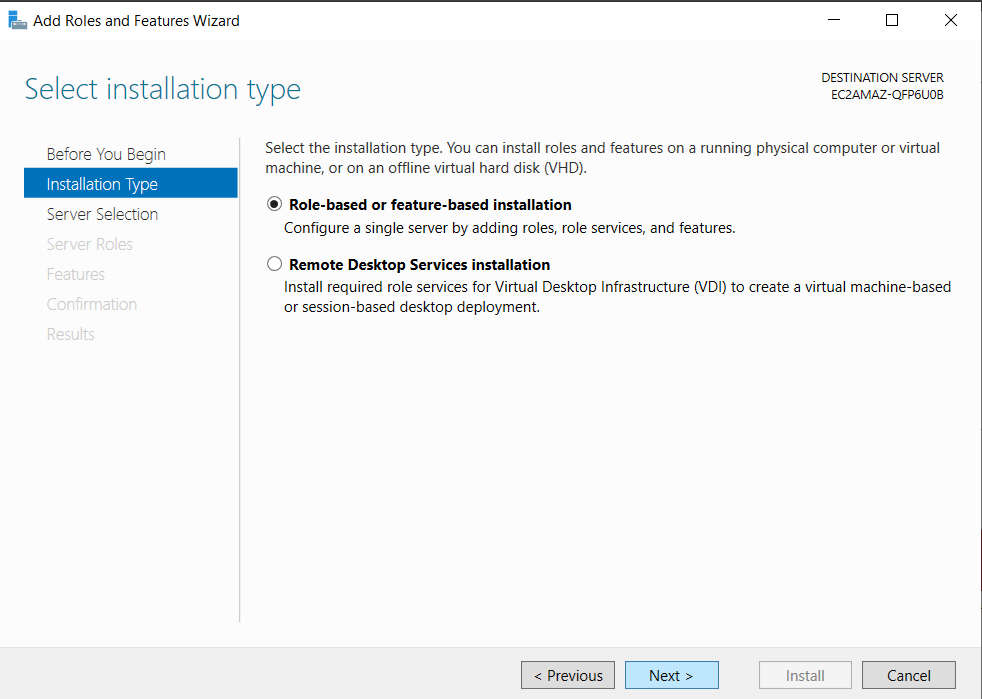 Add Roles and Features Wizard
Select installation type
DESTINATION SERVER
EC2AMAZ-QFP6U0B
Before You Begin
Installation Type
Server Selection
Server Roles
Features
Confirmation
Results
Select the installation type. You can install roles and features on a running physical computer or virtual
machine, or on an offline virtual hard disk (VHD).
Role-based or feature-based installation
Configure a single server by adding roles, role services, and features.
Remote Desktop Services installation
Install required role services for Virtual Desktop Infrastructure (VDI) to create a virtual machine-based
or session-based desktop deployment.
< Previous
Next >
Install
Cancel